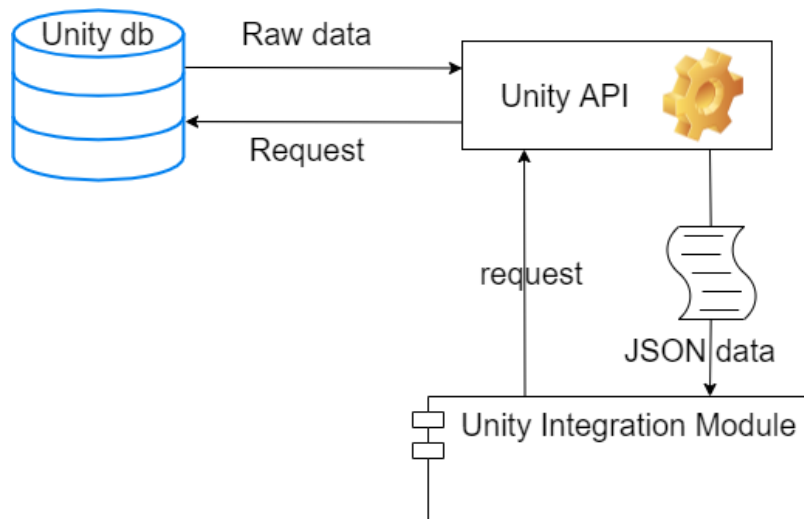 Unity db
Raw data
Unity API
Request
request
JSON data
Unity Integration Module